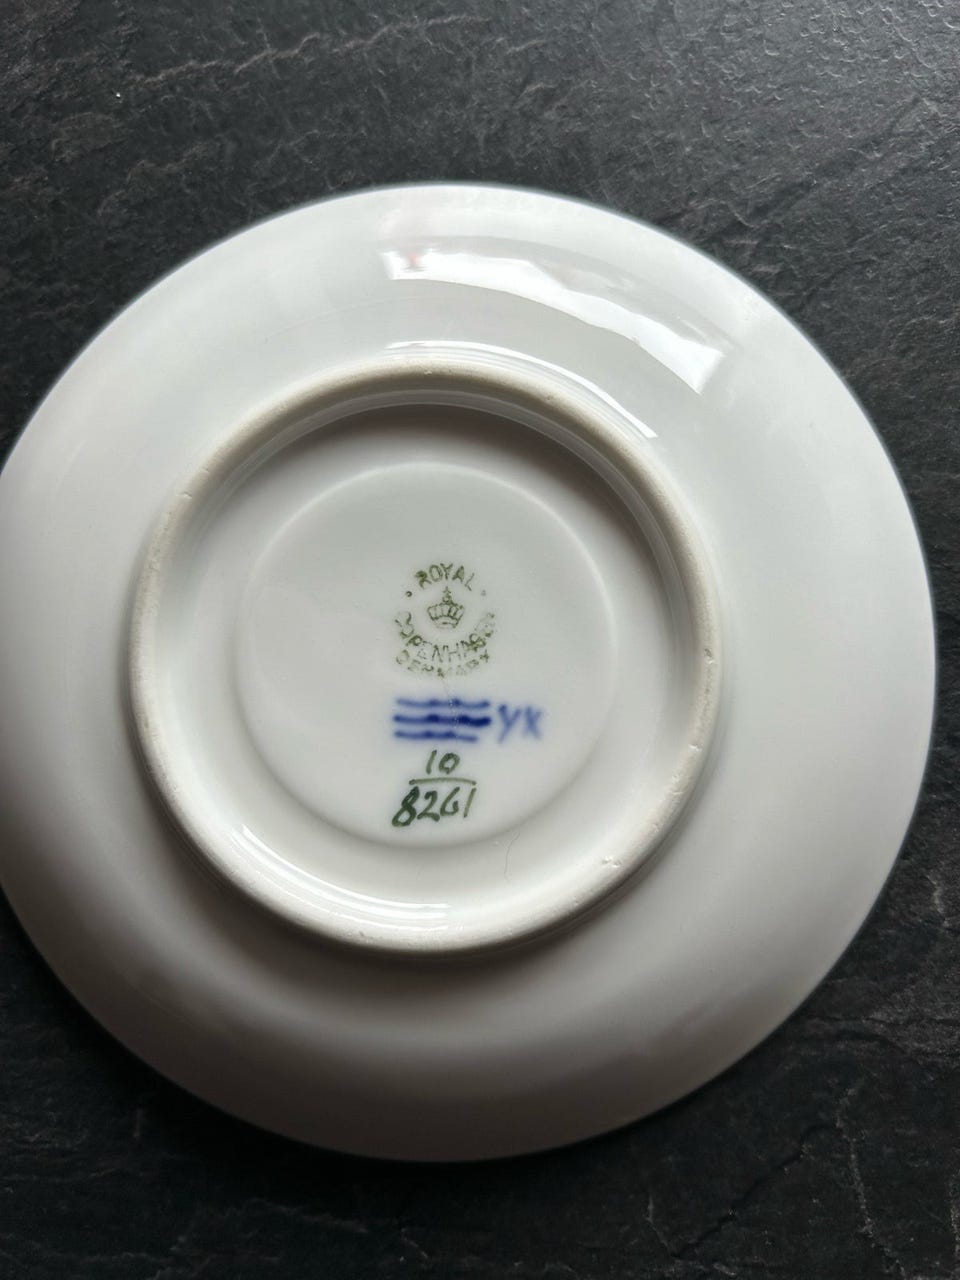 ROYAL
COPENHAGEN
DENMARK
YX
10
8261